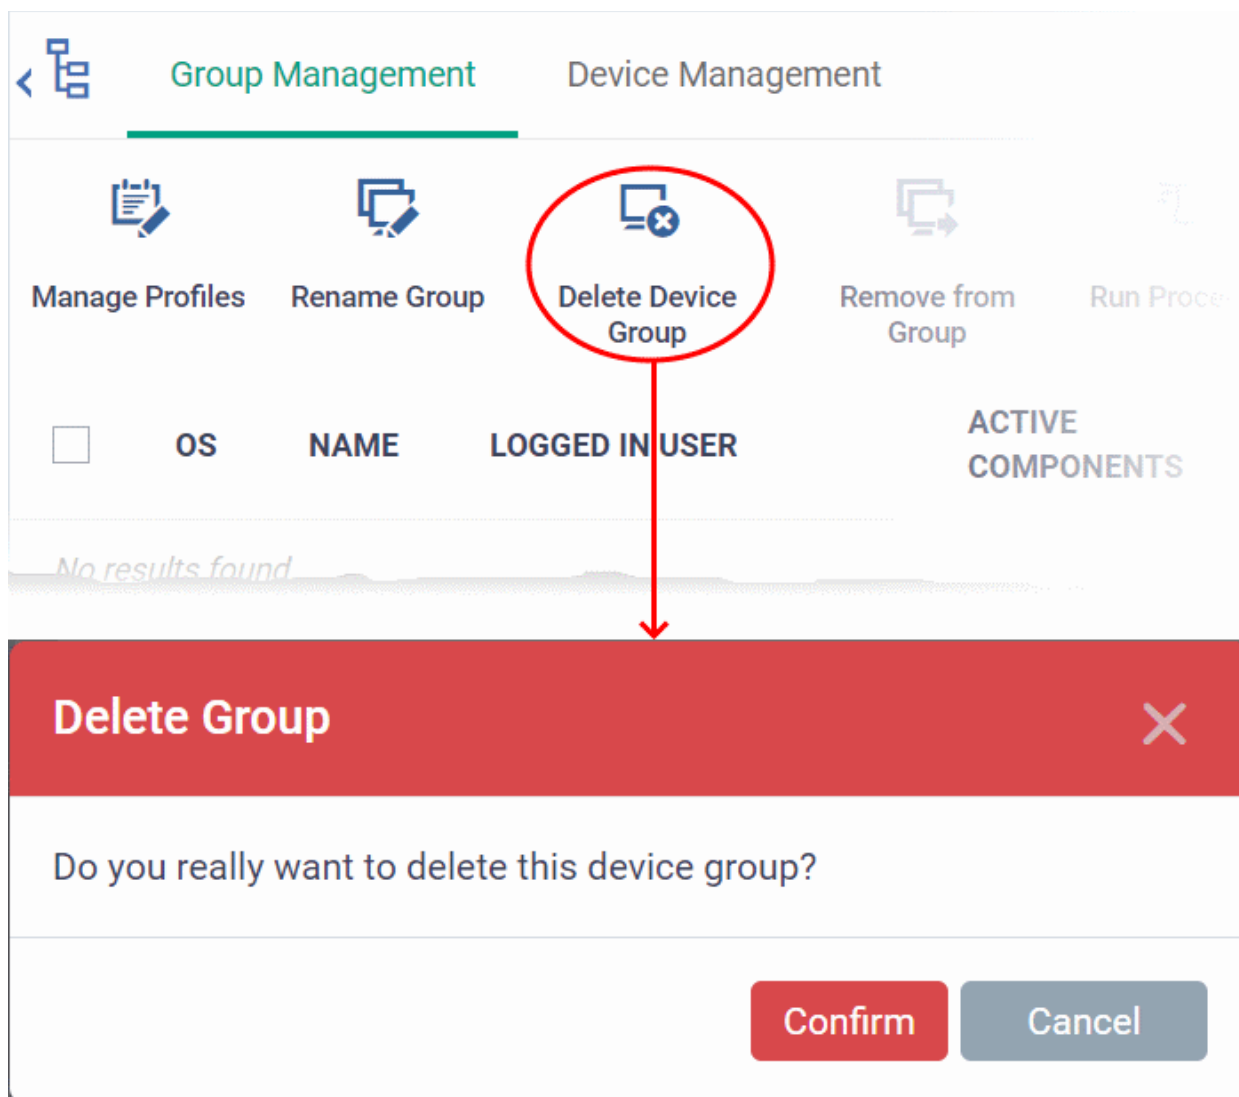 Group Management Device Management
Manage Profiles Rename Group Delete Device Group Remove from Group Run
OS NAME LOGGED IN USER ACTIVE COMPONENTS
No results found
Delete Group
Do you really want to delete this device group?
Confirm Cancel